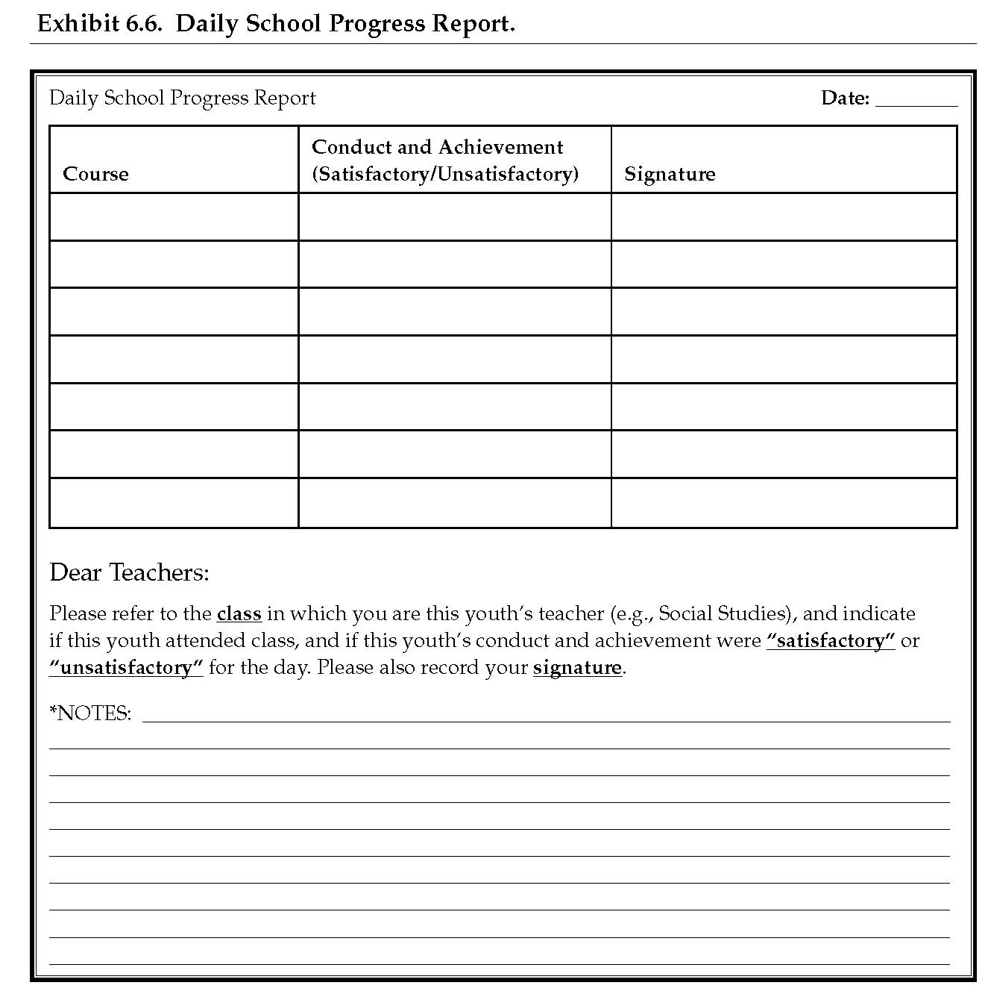 Exhibit 6.6. Daily School Progress Report.
Daily School Progress Report
Date: ________
Course
Conduct and Achievement
(Satisfactory/Unsatisfactory)
Signature
Dear Teachers:
Please refer to the class in which you are this youth's teacher (e.g., Social Studies), and indicate
if this youth attended class, and if this youth's conduct and achievement were "satisfactory" or
"unsatisfactory" for the day. Please also record your signature.
*NOTES: